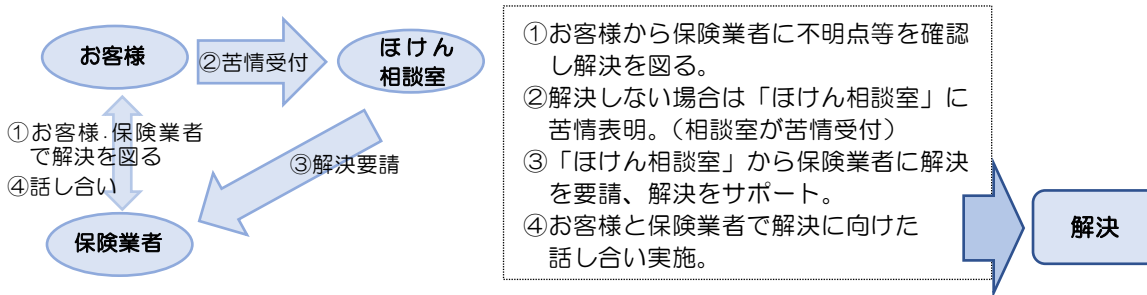 お客様
②苦情受付
ほけん
相談室
①お客様.保険業者
で解決を図る
④話し合い
③解決要請
保険業者
①お客様から保険業者に不明点等を確認
し解決を図る。
②解決しない場合は「ほけん相談室」に
苦情表明。（相談室が苦情受付）
③「ほけん相談室」から保険業者に解決
を要請、解決をサポート。
④お客様と保険業者で解決に向けた
話し合い実施。
解決